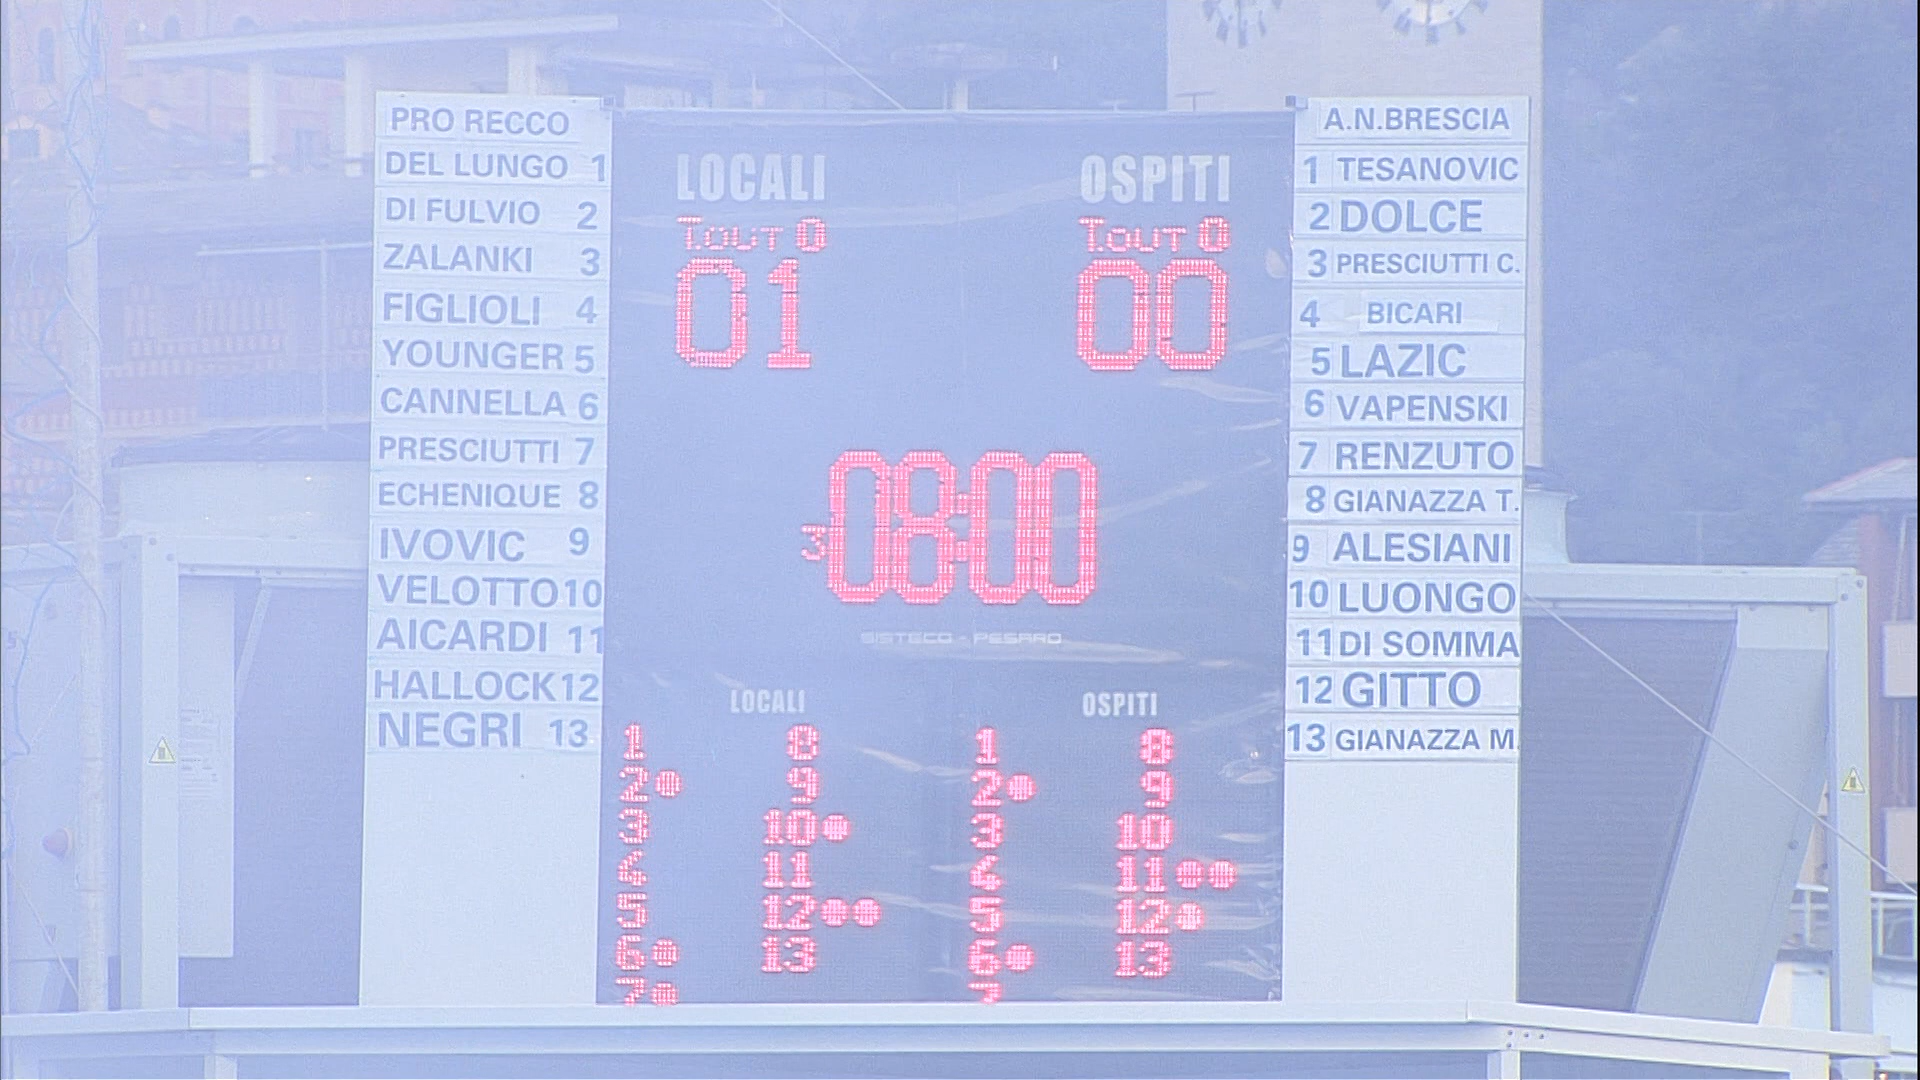 PRO RECCO
DEL LUNGO 1
DI FULVIO 2
ZALANKI 3
FIGLIOLI 4
YOUNGER 5
CANNELLA 6
PRESCIUTTI 7
ECHENIQUE 8
IVOVIC 9
VELOTTO 10
AICARDI 11
HALLOCK 12
NEGRI 13
LOCALI OSPITI
T.OUT 0 T.OUT 0
01 00
3 08:00
SISTECO - PESARO
LOCALI OSPITI
1 8 1 8
2 9 2 9
3 10 3 10
4 11 4 11
5 12 5 12
6 13 6 13
7 7
A.N.BRESCIA
1 TESANOVIC
2 DOLCE
3 PRESCIUTTI C.
4 BICARI
5 LAZIC
6 VAPENSKI
7 RENZUTO
8 GIANAZZA T.
9 ALESIANI
10 LUONGO
11 DI SOMMA
12 GITTO
13 GIANAZZA M.